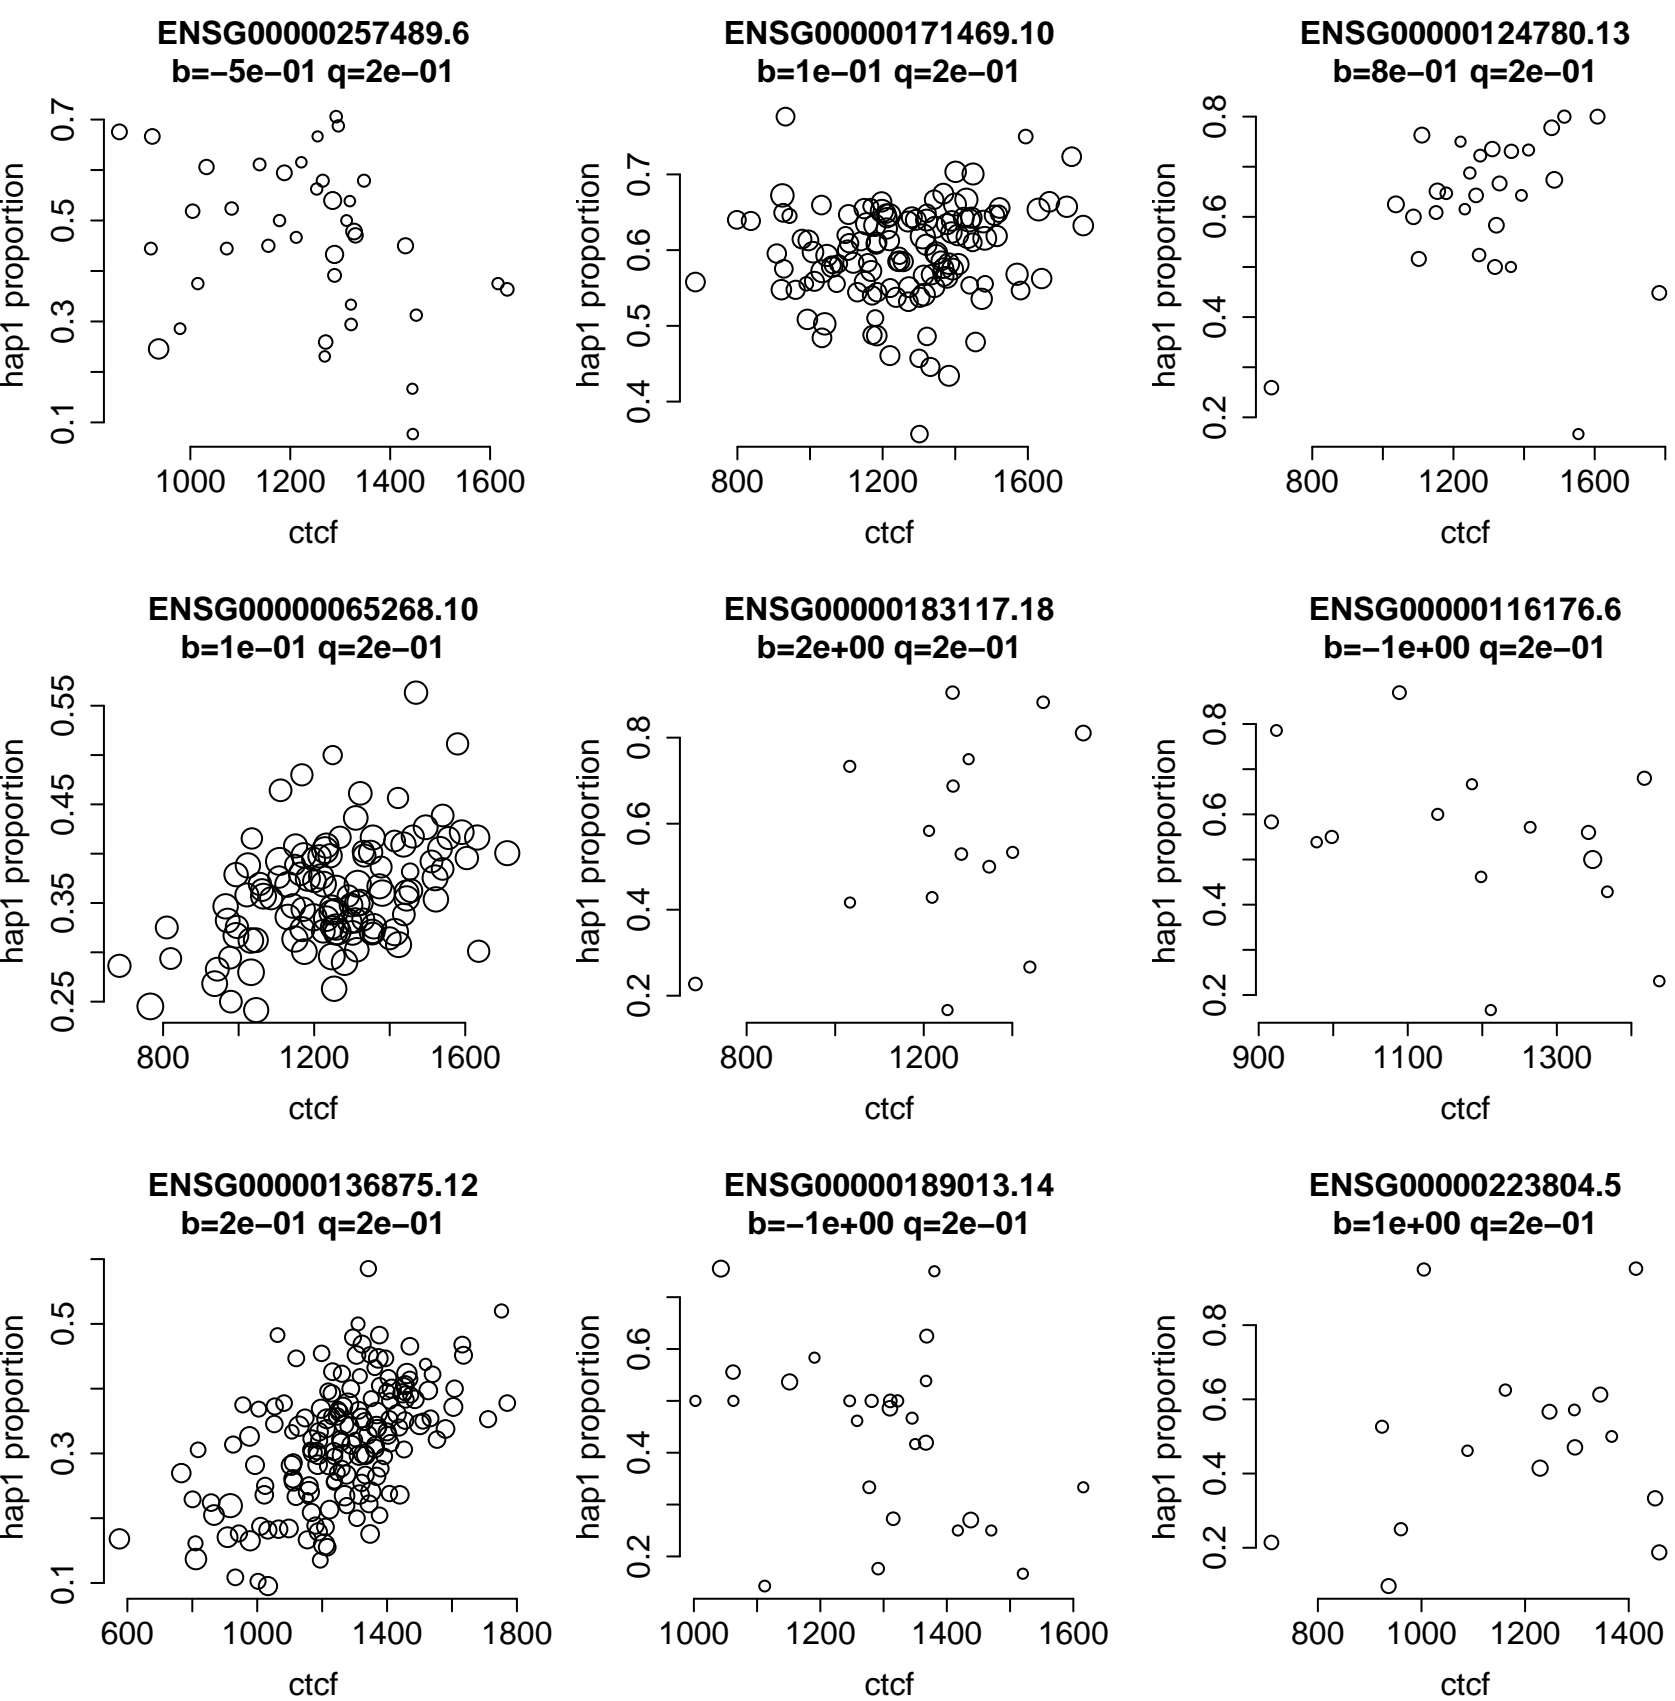 ENSG00000257489.6
b=−5e−01 q=2e−01
hap1 proportion
0.1 0.3 0.5 0.7
1000 1200 1400 1600
ctcf
ENSG00000171469.10
b=1e−01 q=2e−01
hap1 proportion
0.4 0.5 0.6 0.7
800 1200 1600
ctcf
ENSG00000124780.13
b=8e−01 q=2e−01
hap1 proportion
0.2 0.4 0.6 0.8
800 1200 1600
ctcf
ENSG00000065268.10
b=1e−01 q=2e−01
hap1 proportion
0.25 0.35 0.45 0.55
800 1200 1600
ctcf
ENSG00000183117.18
b=2e+00 q=2e−01
hap1 proportion
0.2 0.4 0.6 0.8
800 1200
ctcf
ENSG00000116176.6
b=−1e+00 q=2e−01
hap1 proportion
0.2 0.4 0.6 0.8
900 1100 1300
ctcf
ENSG00000136875.12
b=2e−01 q=2e−01
hap1 proportion
0.1 0.3 0.5
600 1000 1400 1800
ctcf
ENSG00000189013.14
b=−1e+00 q=2e−01
hap1 proportion
0.2 0.4 0.6
1000 1200 1400 1600
ctcf
ENSG00000223804.5
b=1e+00 q=2e−01
hap1 proportion
0.2 0.4 0.6 0.8
800 1000 1200 1400
ctcf